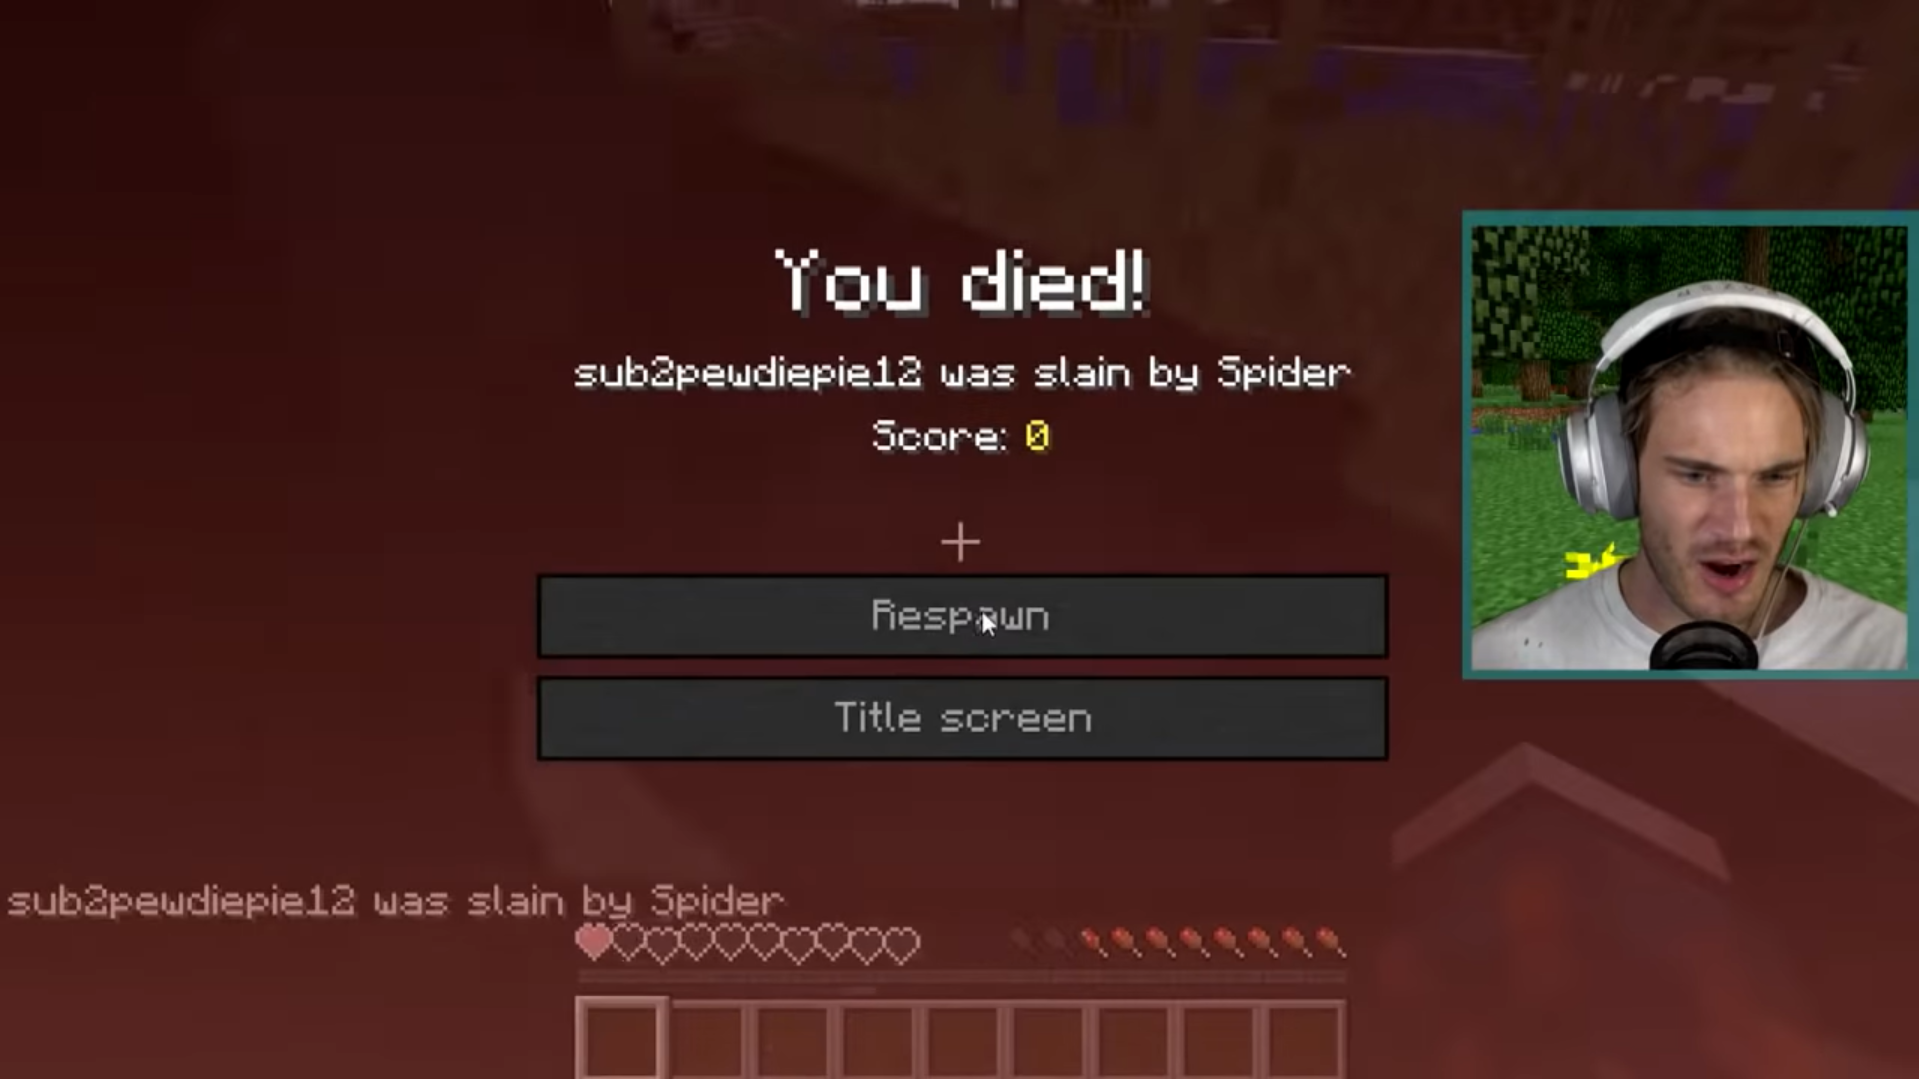 You died!
sub2pewdiepie12 was slain by Spider
Score: 0
Respawn
Title screen
sub2pewdiepie12 was slain by Spider